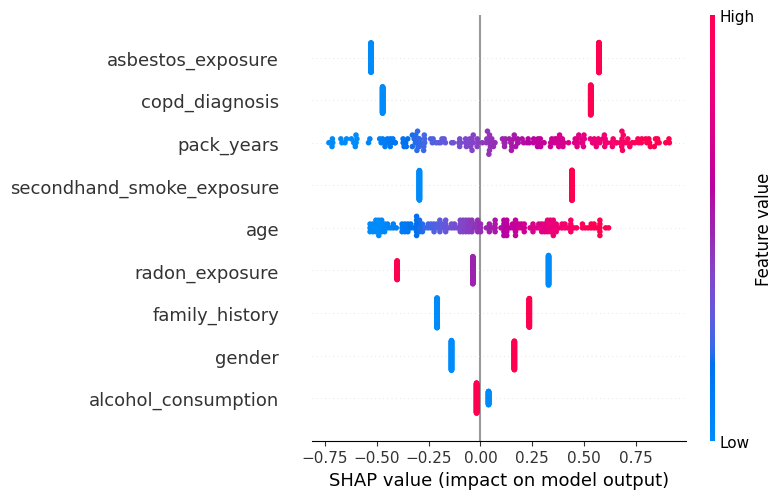 High
asbestos_exposure
copd_diagnosis
pack_years
secondhand_smoke_exposure
age
radon_exposure
family_history
gender
alcohol_consumption
Feature value
Low
−0.75 −0.50 −0.25 0.00 0.25 0.50 0.75
SHAP value (impact on model output)